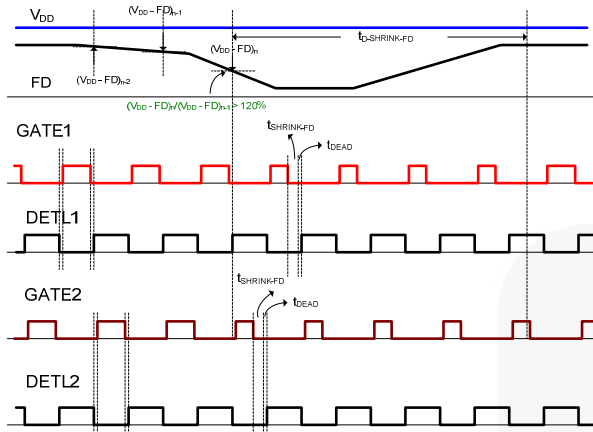 VDD
(VDD - FD)n-1
tD-SHRINK-FD
(VDD - FD)n
(VDD - FD)n-2
FD
(VDD - FD)n/(VDD - FD)n-1 > 120%
GATE1
tSHRINK-FD
tDEAD
DETL1
tSHRINK-FD
GATE2
tDEAD
DETL2